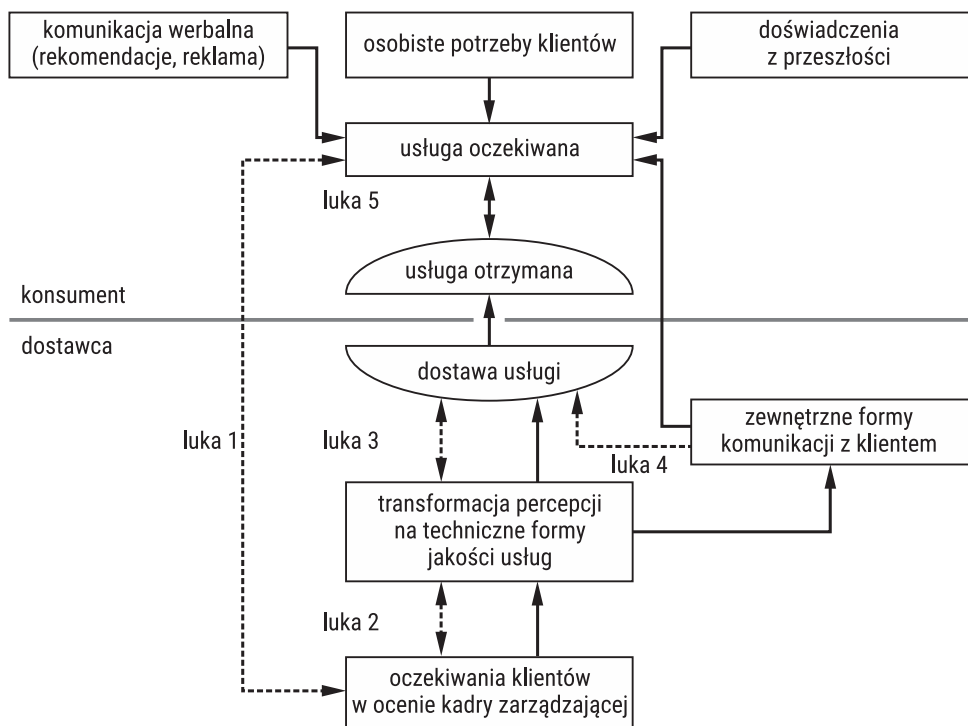 komunikacja werbalna
(rekomendacje, reklama)
osobiste potrzeby klientów
doświadczenia
z przeszłości
usługa oczekiwana
luka 5
usługa otrzymana
konsument
dostawca
dostawa usługi
luka 1
luka 3
luka 4
zewnętrzne formy
komunikacji z klientem
transformacja percepcji
na techniczne formy
jakości usług
luka 2
oczekiwania klientów
w ocenie kadry zarządzającej